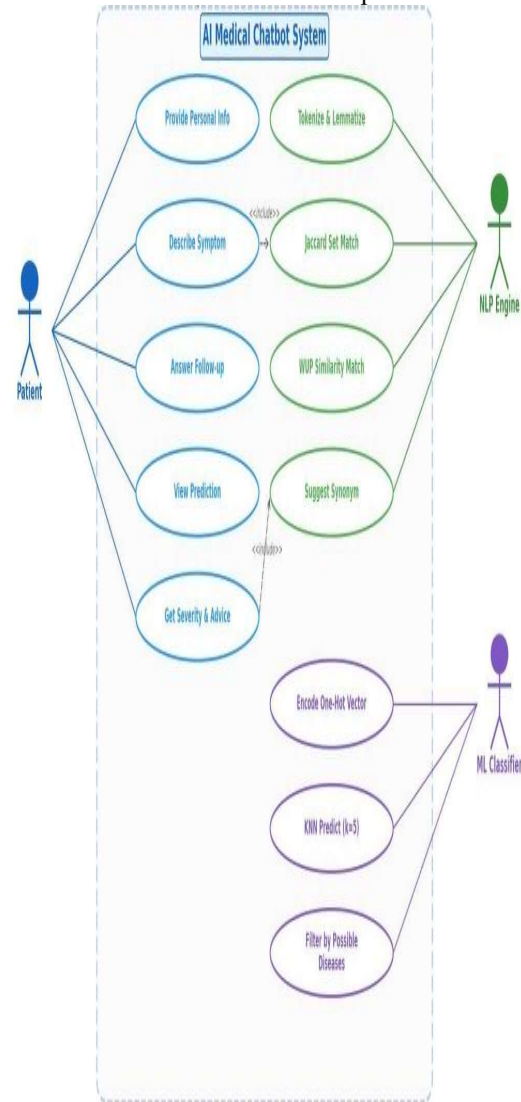 AI Medical Chatbot System
Provide Personal Info
Tokenize & Lemmatize
<<include>>
Describe Symptom
Jaccard Set Match
NLP Engine
Patient
Answer Follow-up
WUP Similarity Match
View Prediction
Suggest Synonym
<<include>>
Get Severity & Advice
Encode One-Hot Vector
ML Classifier
KNN Predict (k=5)
Filter by Possible
Diseases